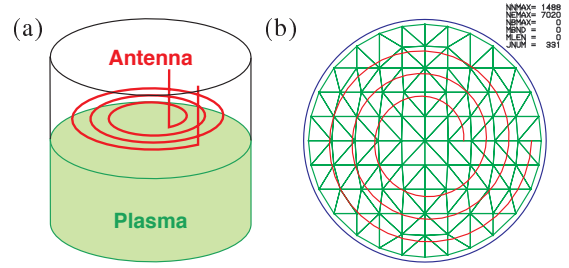 (a)
Antenna
Plasma
(b)
NNMAX= 1488
NEMAX= 7020
NBMAX= 0
MBND = 0
MLEN = 0
JNUM = 331